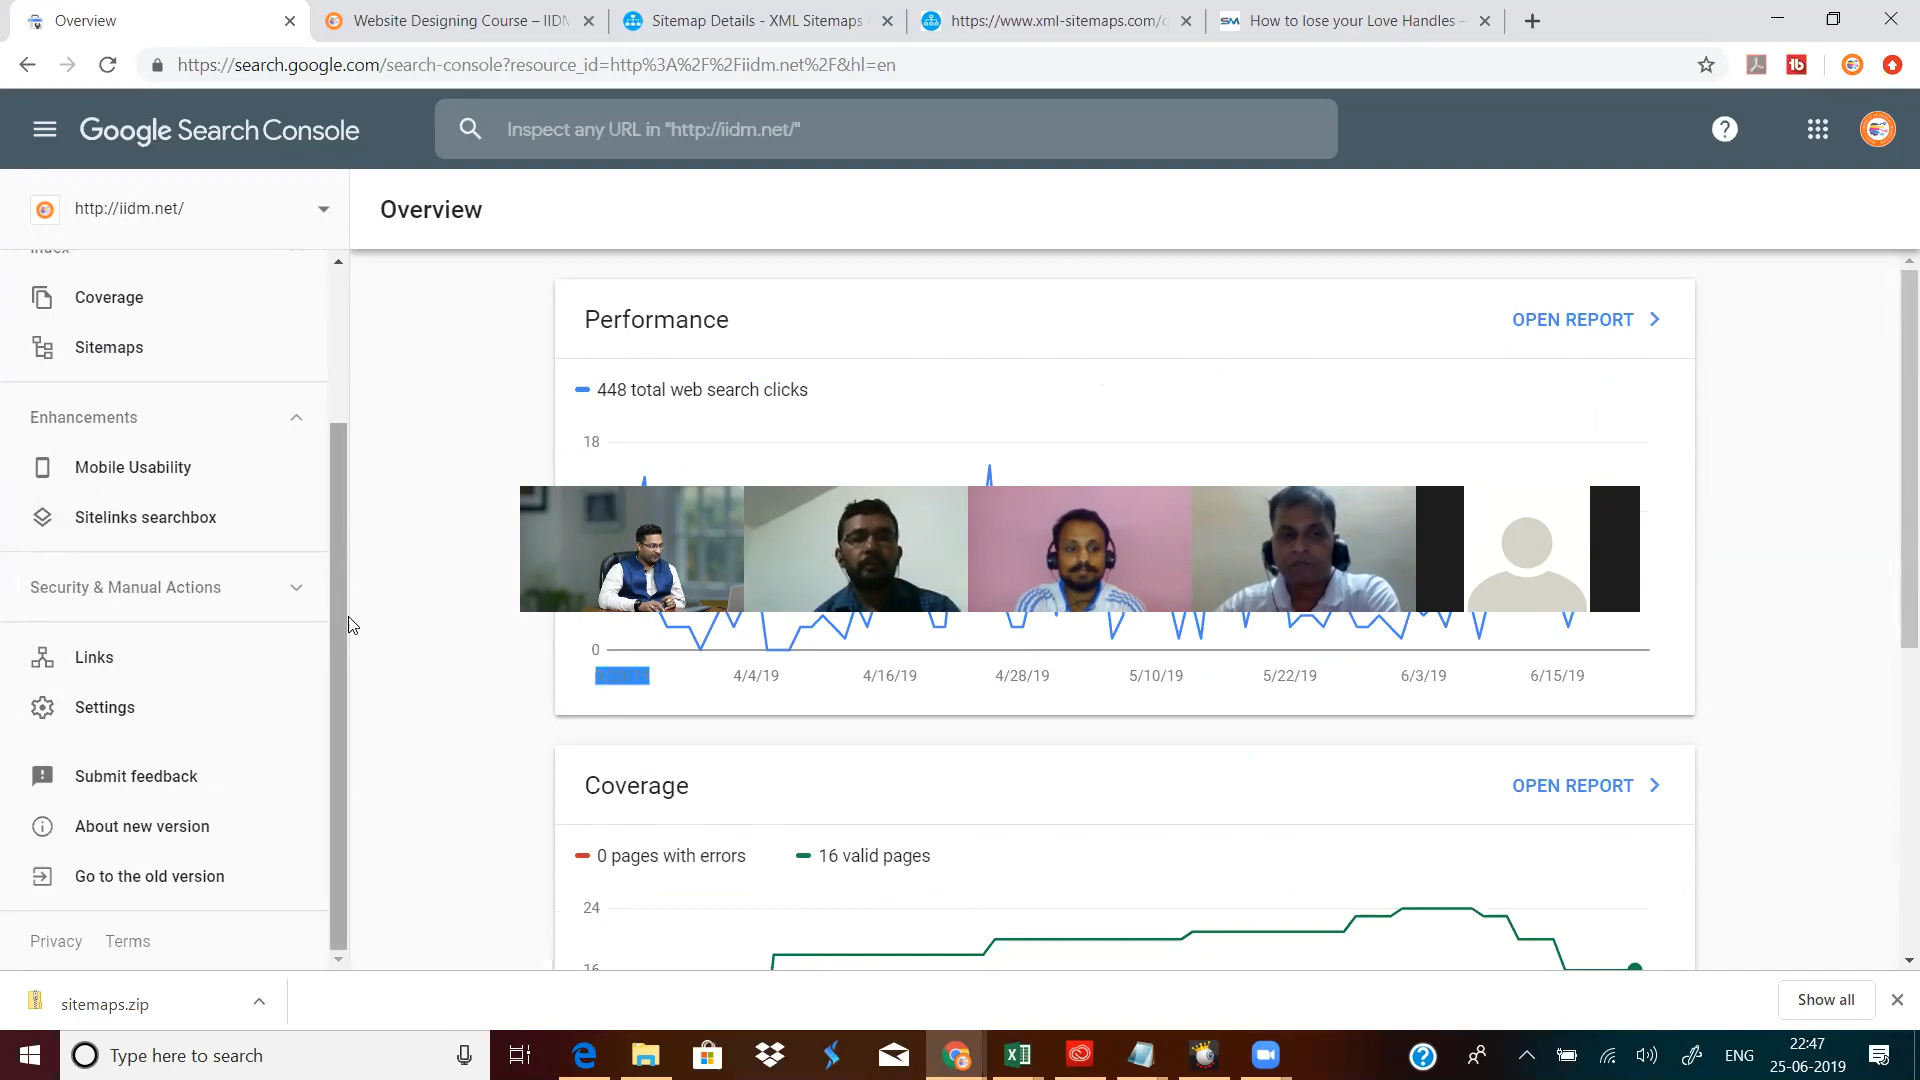 Overview
Website Designing Course – IIDM
Sitemap Details - XML Sitemaps
https://www.xml-sitemaps.com/
How to lose your Love Handles –
https://search.google.com/search-console?resource_id=http%3A%2F%2Fiidm.net%2F&hl=en
Google Search Console
Inspect any URL in "http://iidm.net/"
http://iidm.net/
Overview
Index
Coverage
Sitemaps
Enhancements
Mobile Usability
Sitelinks searchbox
Security & Manual Actions
Links
Settings
Submit feedback
About new version
Go to the old version
Privacy Terms
Performance
OPEN REPORT
448 total web search clicks
18
0
4/4/19 4/16/19 4/28/19 5/10/19 5/22/19 6/3/19 6/15/19
Coverage
OPEN REPORT
0 pages with errors 16 valid pages
24
16
sitemaps.zip
Show all
Type here to search
ENG
22:47
25-06-2019